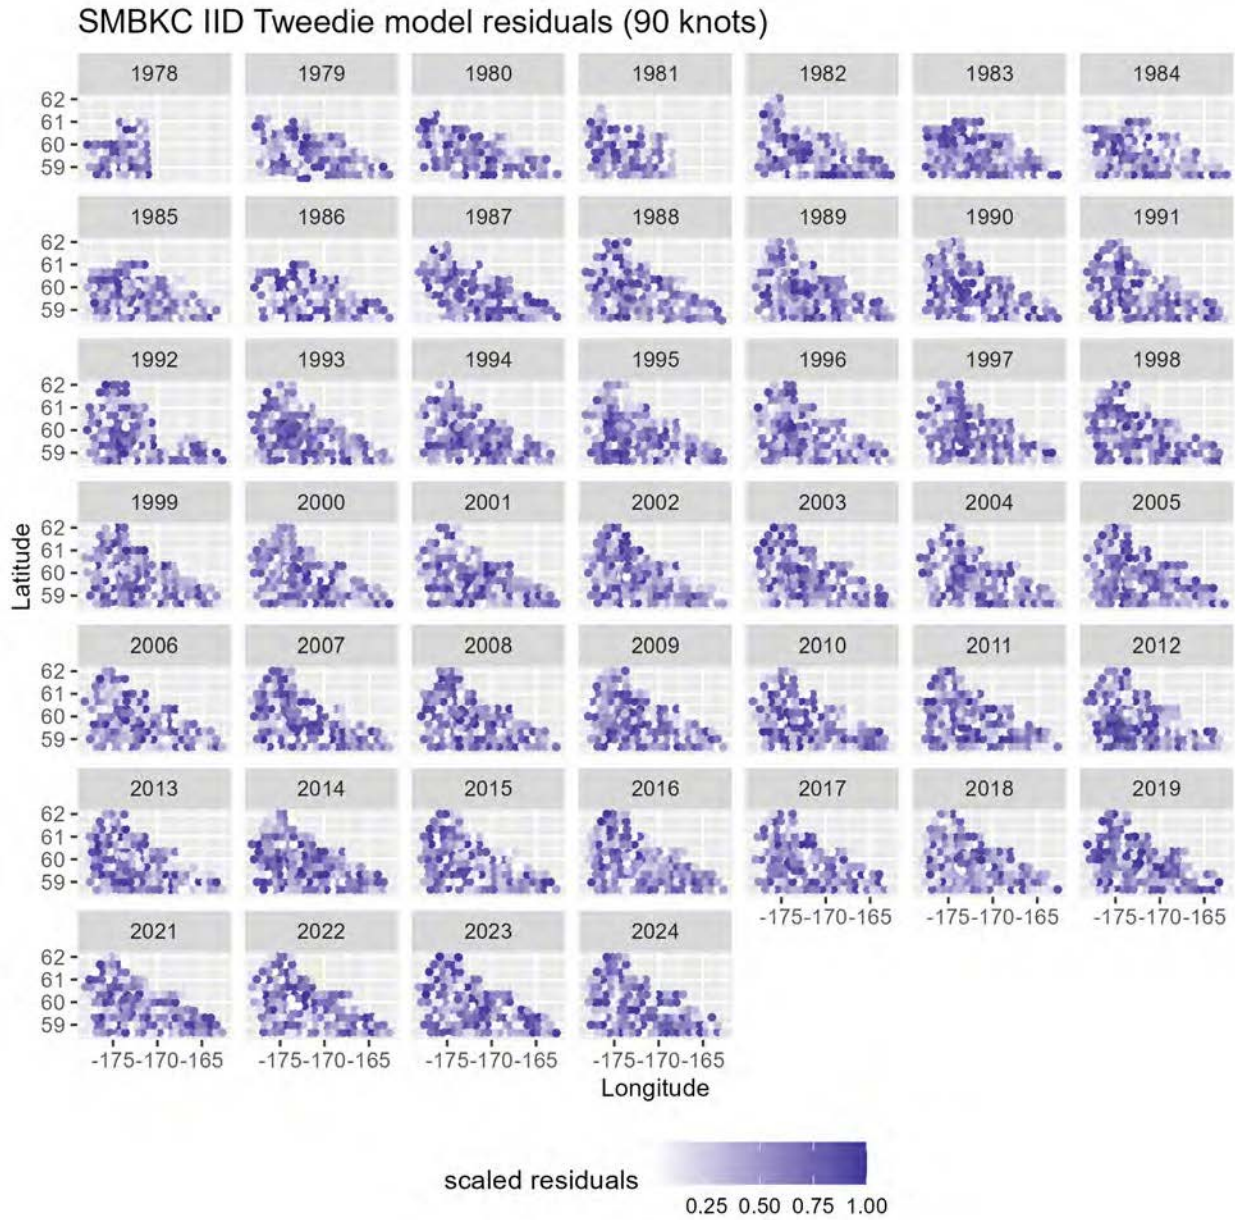 SMBKC IID Tweedie model residuals (90 knots)
1978 1979 1980 1981 1982 1983 1984
62
61
60
59
1985 1986 1987 1988 1989 1990 1991
62
61
60
59
1992 1993 1994 1995 1996 1997 1998
62
61
60
59
1999 2000 2001 2002 2003 2004 2005
62
61
60
59
Latitude
2006 2007 2008 2009 2010 2011 2012
62
61
60
59
2013 2014 2015 2016 2017 2018 2019
62
61
60
59
-175 -170 -165 -175 -170 -165 -175 -170 -165
2021 2022 2023 2024
62
61
60
59
-175 -170 -165 -175 -170 -165 -175 -170 -165 -175 -170 -165
Longitude
scaled residuals
0.25 0.50 0.75 1.00